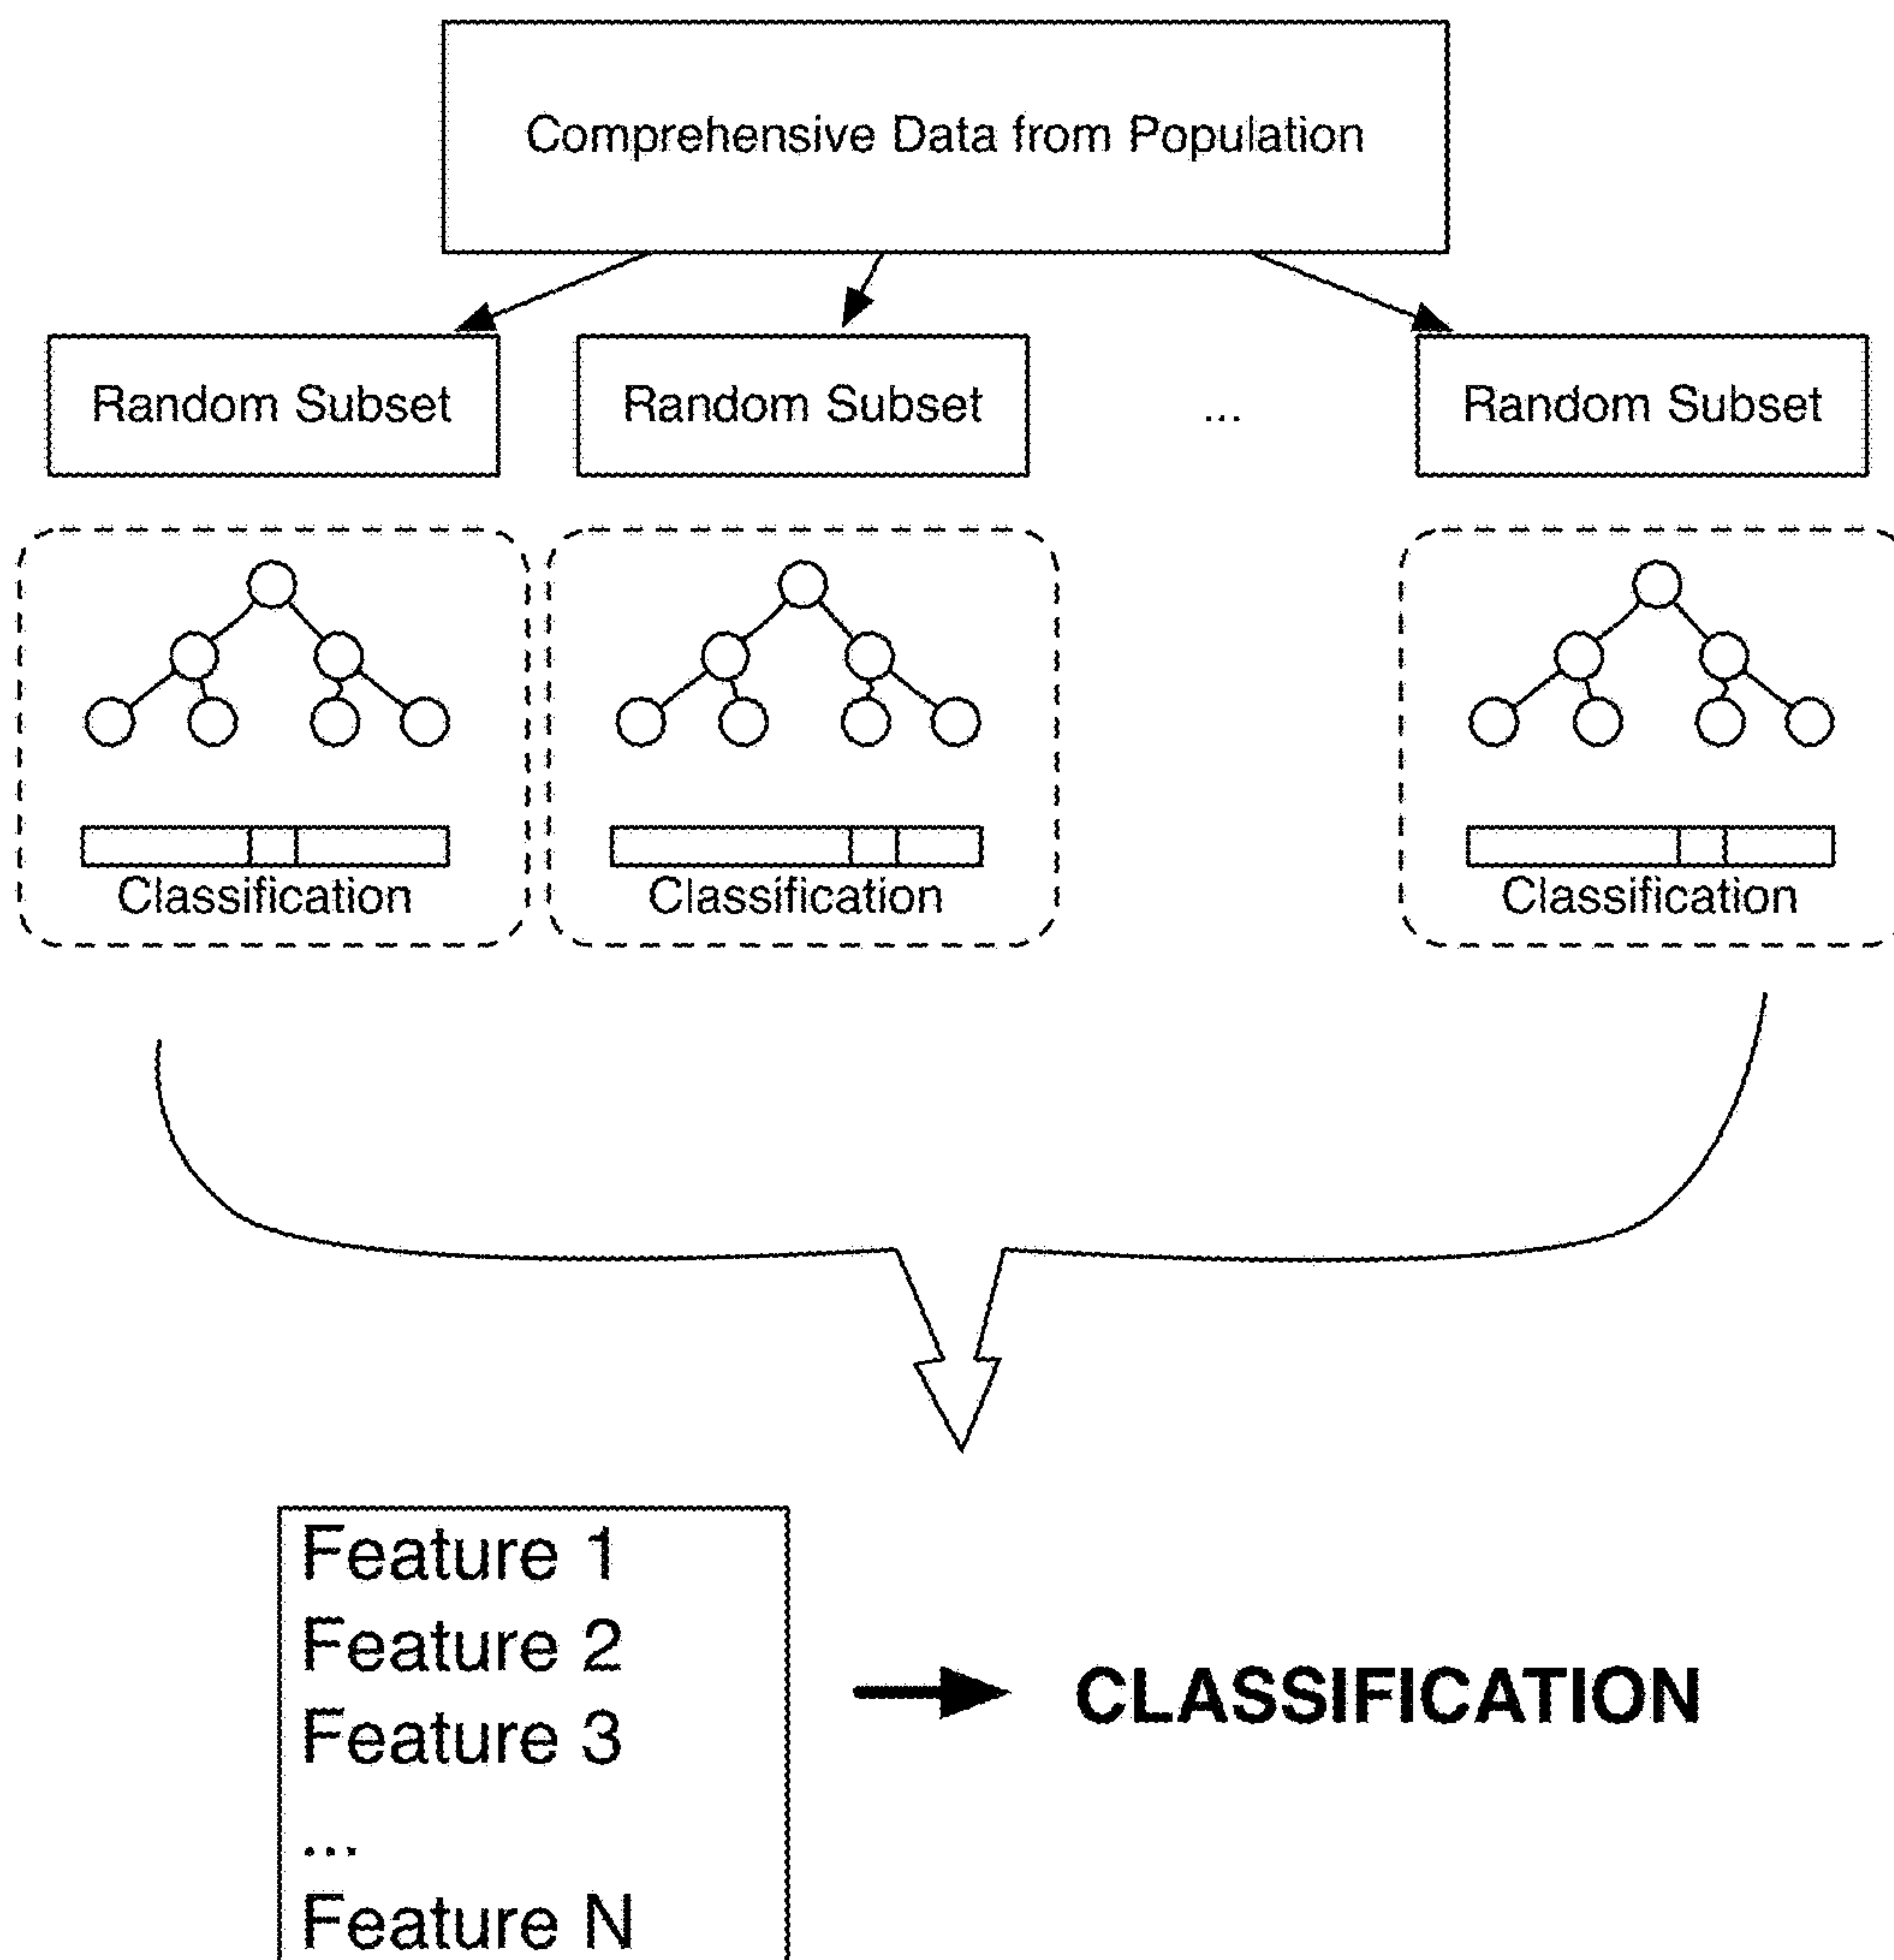 Comprehensive Data from Population
Random Subset Random Subset ... Random Subset
Classification Classification Classification
Feature 1
Feature 2
Feature 3
...
Feature N
CLASSIFICATION